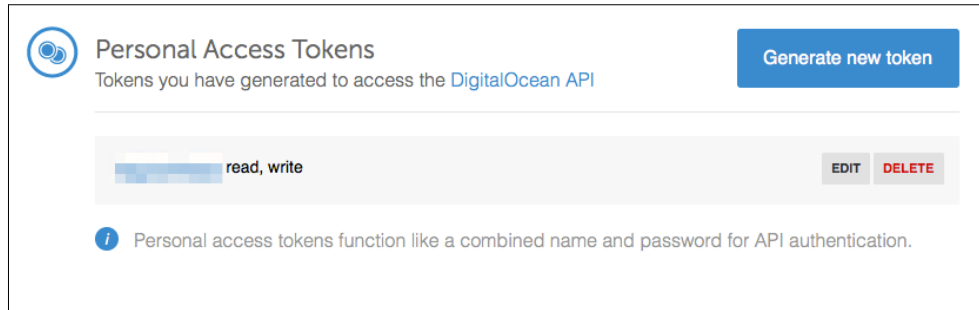 Personal Access Tokens
Generate new token
Tokens you have generated to access the DigitalOcean API
read, write
EDIT
DELETE
i Personal access tokens function like a combined name and password for API authentication.